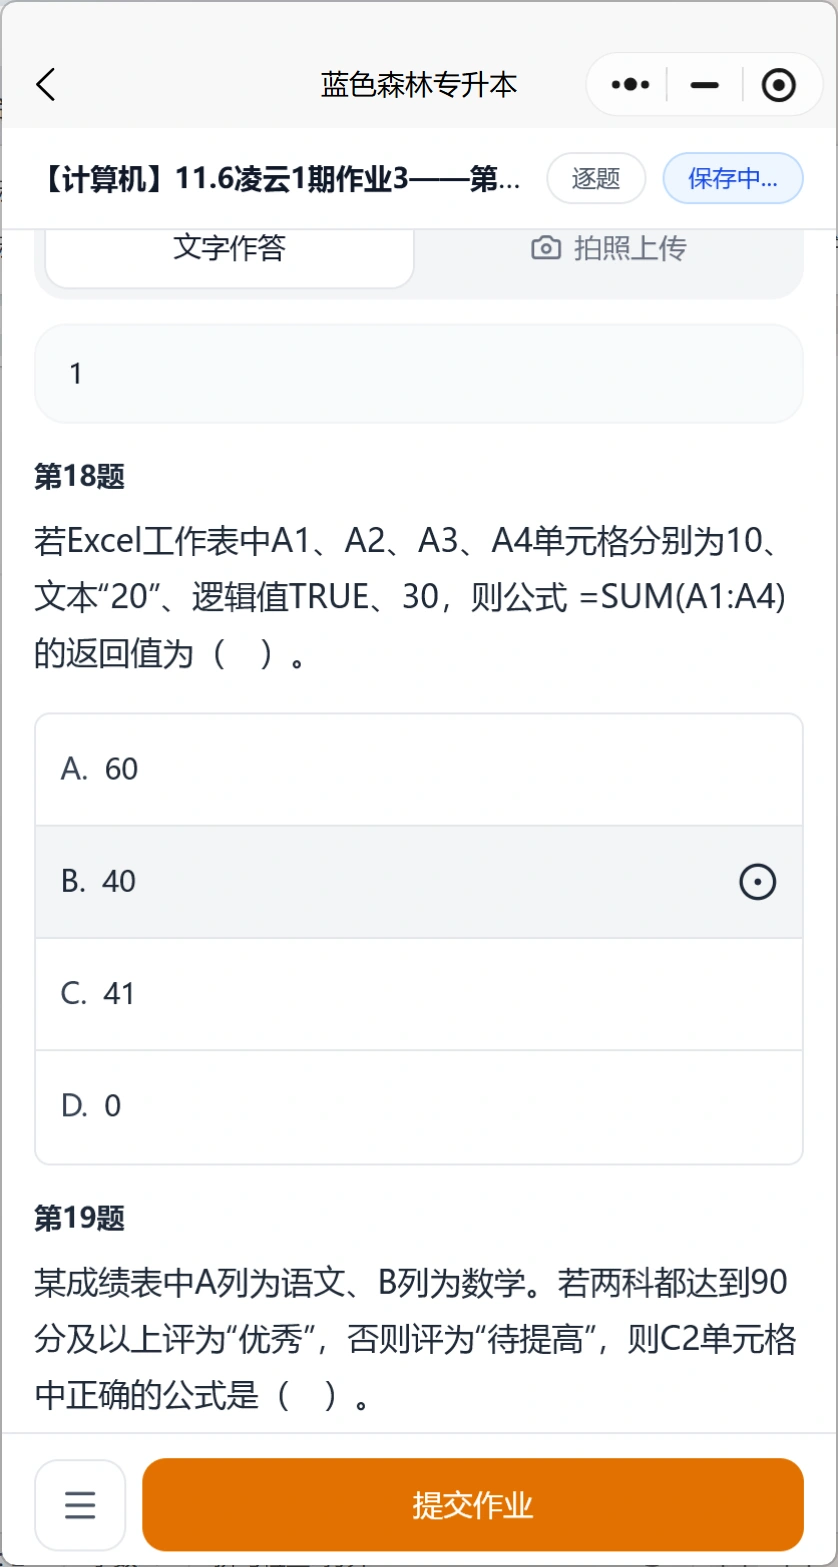 蓝色森林专升本
【计算机】11.6凌云1期作业3——第...
逐题
保存中...
文字作答
拍照上传
1
第18题
若Excel工作表中A1、A2、A3、A4单元格分别为10、
文本“20”、逻辑值TRUE、30，则公式 =SUM(A1:A4)
的返回值为（　）。
A. 60
B. 40
C. 41
D. 0
第19题
某成绩表中A列为语文、B列为数学。若两科都达到90
分及以上评为“优秀”，否则评为“待提高”，则C2单元格
中正确的公式是（　）。
提交作业